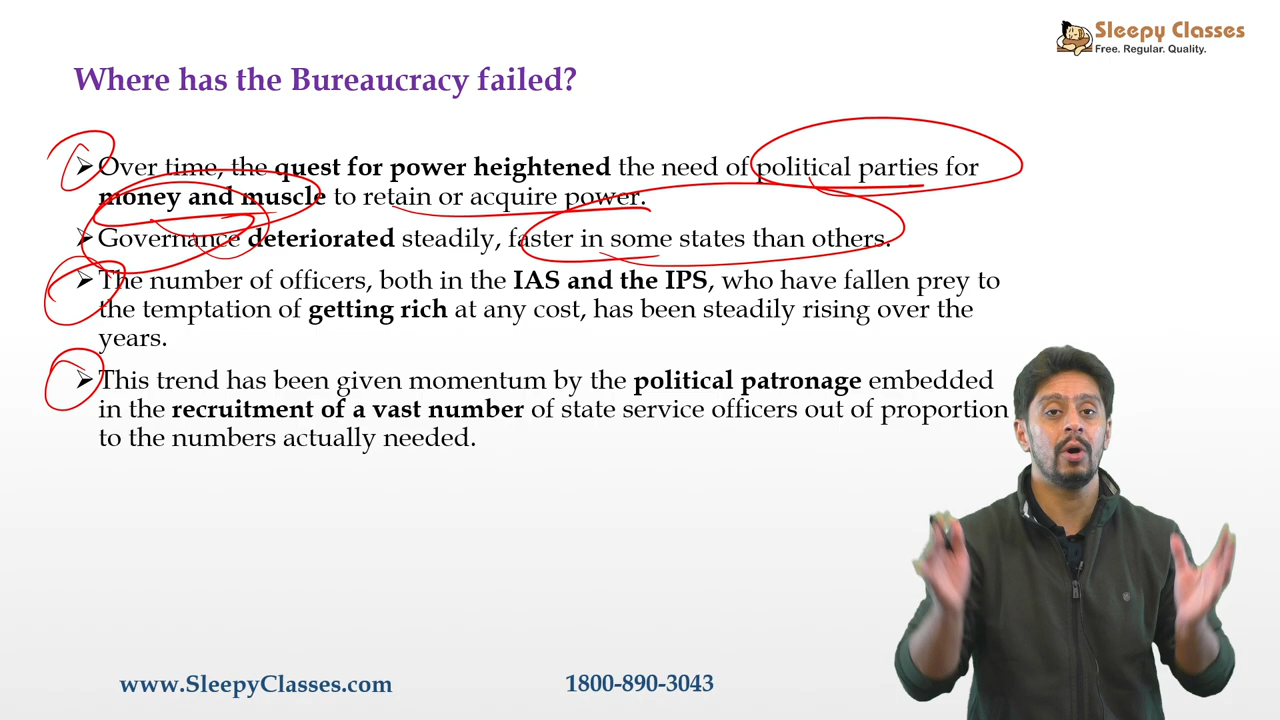 Sleepy Classes
Free. Regular. Quality.
Where has the Bureaucracy failed?
➢ Over time, the quest for power heightened the need of political parties for
money and muscle to retain or acquire power.
➢ Governance deteriorated steadily, faster in some states than others.
➢ The number of officers, both in the IAS and the IPS, who have fallen prey to
the temptation of getting rich at any cost, has been steadily rising over the
years.
➢ This trend has been given momentum by the political patronage embedded
in the recruitment of a vast number of state service officers out of proportion
to the numbers actually needed.
www.SleepyClasses.com
1800-890-3043